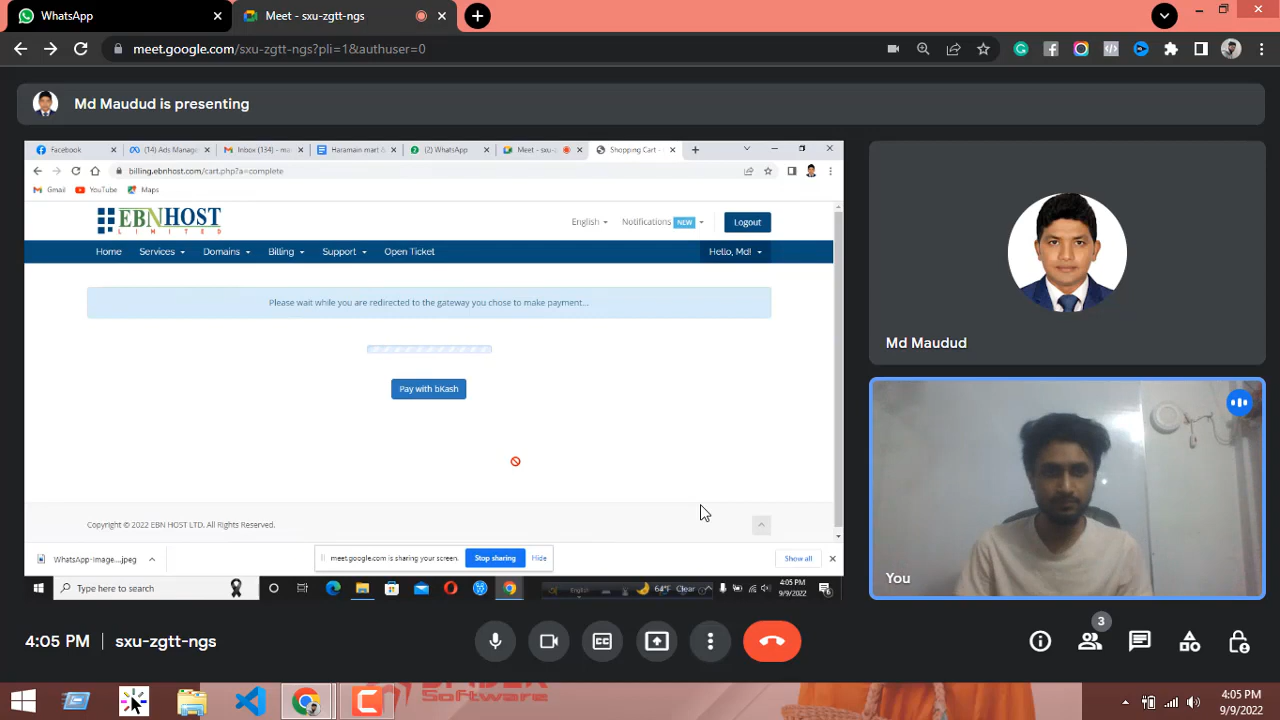 WhatsApp
Meet - sxu-zgtt-ngs
meet.google.com/sxu-zgtt-ngs?pli=1&authuser=0
Md Maudud is presenting
Facebook
(14) Ads Manag
Inbox (134) - ma
Haramain mart &
(2) WhatsApp
Meet - sxu-z
Shopping Cart -
billing.ebnhost.com/cart.php?a=complete
Gmail
YouTube
Maps
EBNHOST
LIMITED
English
Notifications NEW
Logout
Home
Services
Domains
Billing
Support
Open Ticket
Hello, Md!
Please wait while you are redirected to the gateway you chose to make payment...
Pay with bKash
Copyright © 2022 EBN HOST LTD. All Rights Reserved.
WhatsApp-Image....jpeg
meet.google.com is sharing your screen.
Stop sharing
Hide
Show all
Type here to search
English
64°F Clear
4:05 PM
9/9/2022
Md Maudud
You
4:05 PM
sxu-zgtt-ngs
3
Software
4:05 PM
9/9/2022